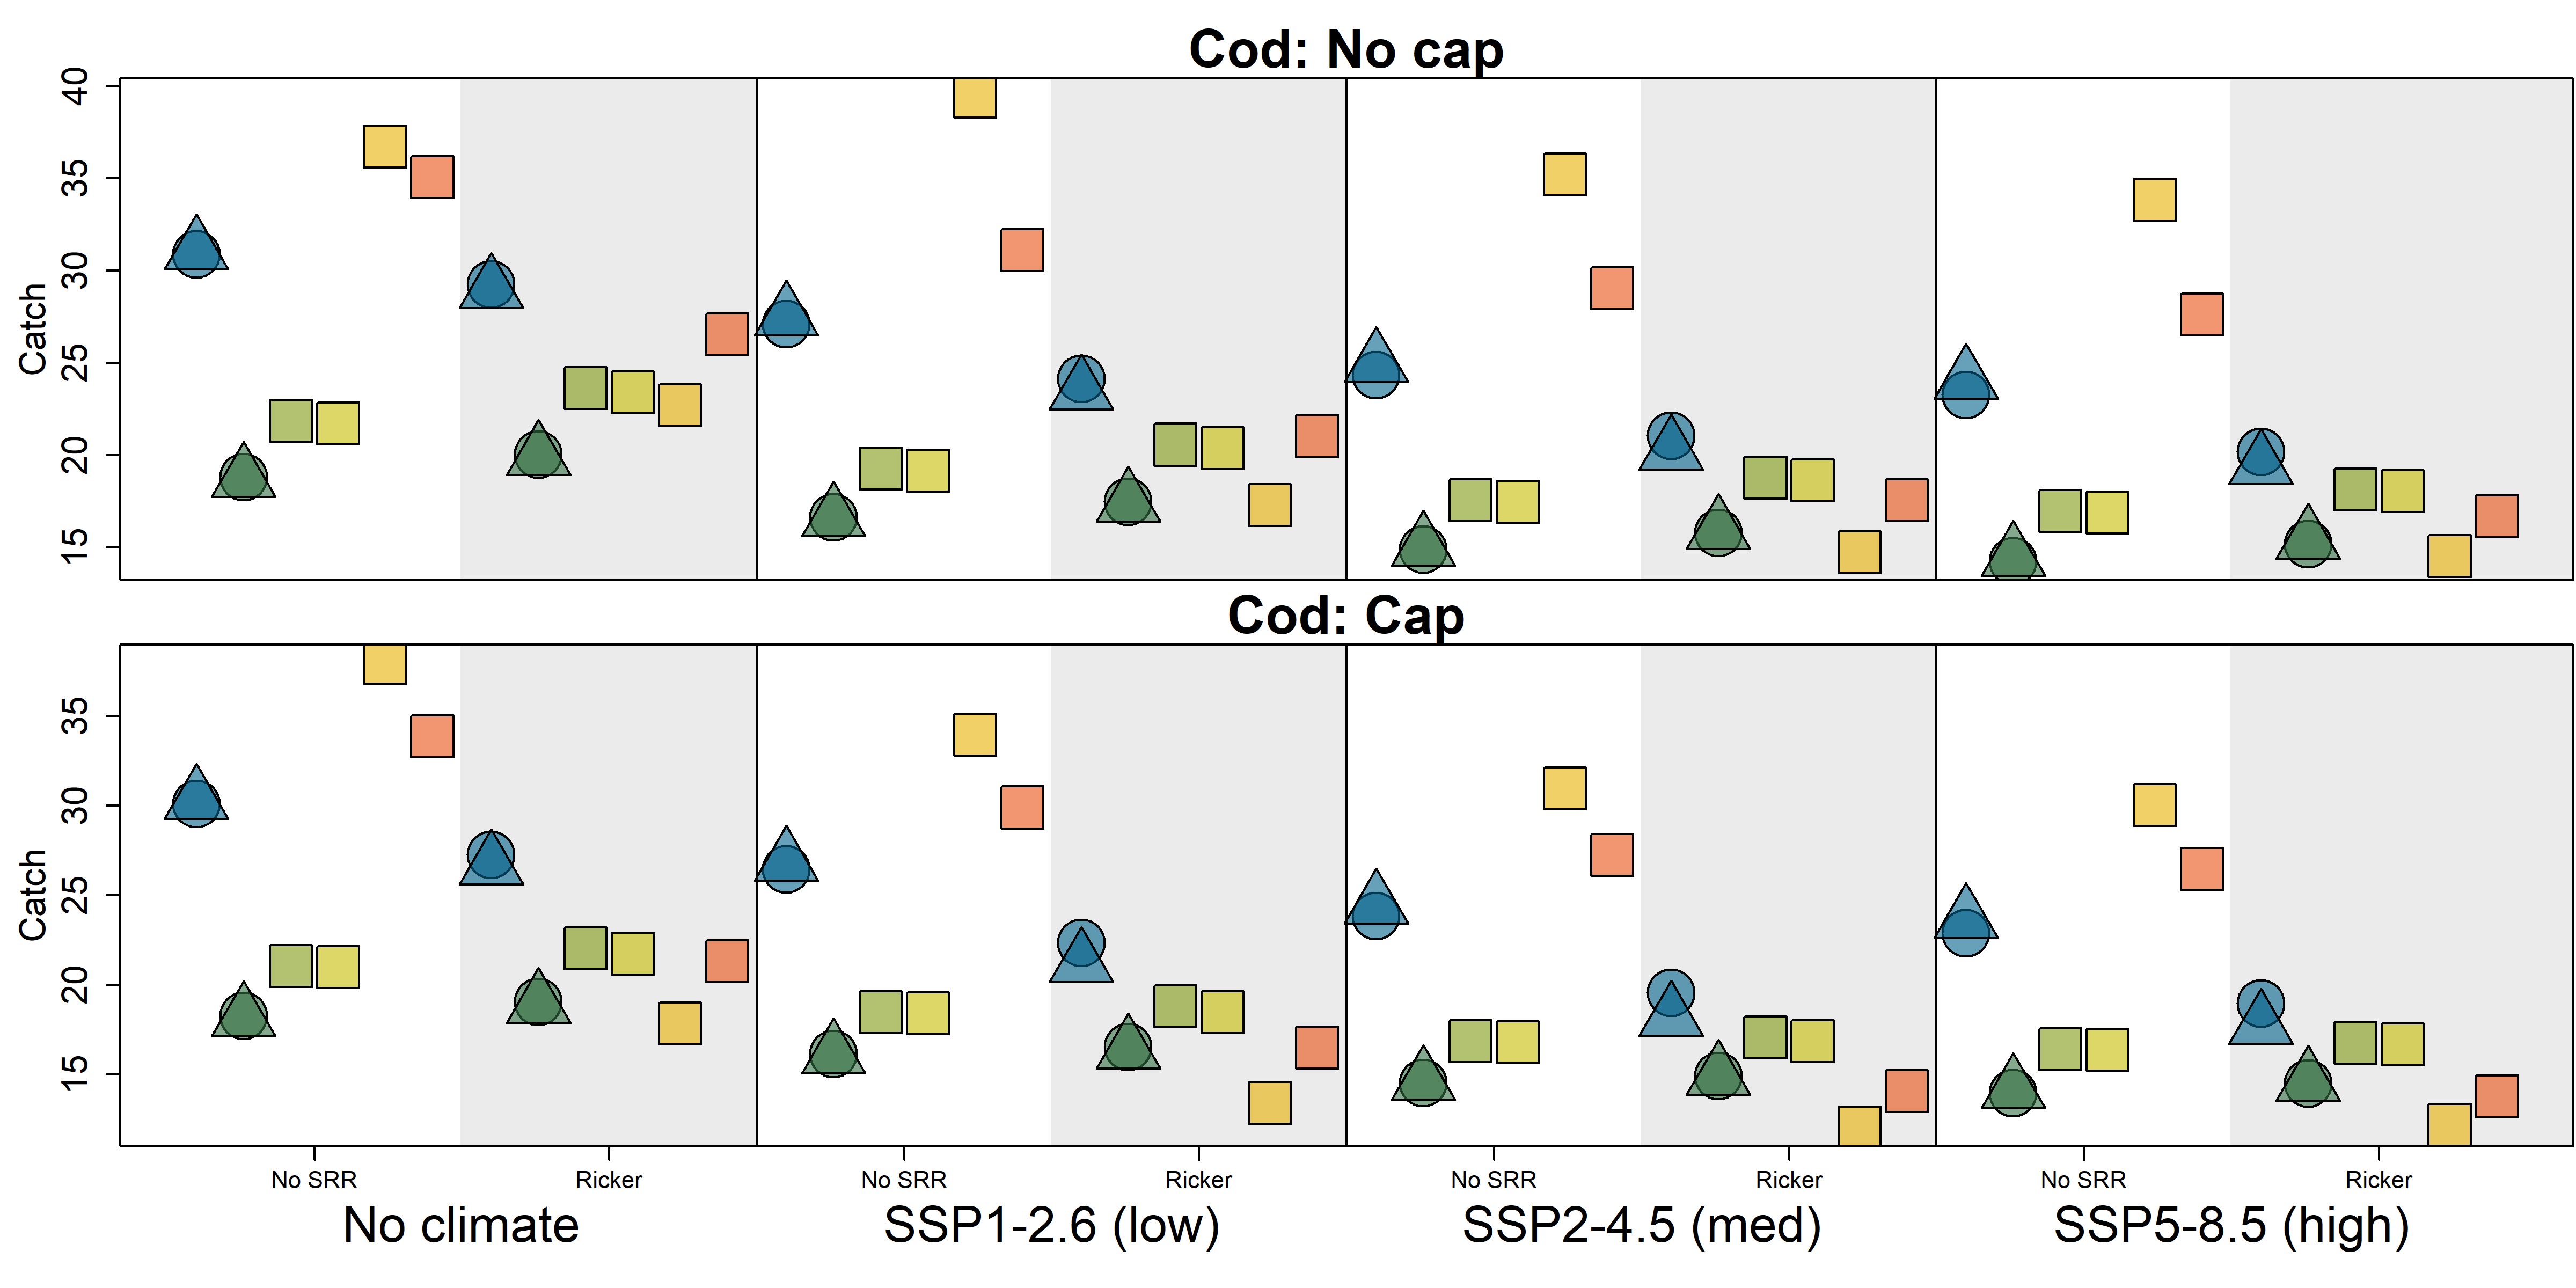 Cod: No cap
40
35
30
25
20
15
Catch
Cod: Cap
35
30
25
20
15
Catch
No SRR Ricker No SRR Ricker No SRR Ricker No SRR Ricker
No climate SSP1-2.6 (low) SSP2-4.5 (med) SSP5-8.5 (high)